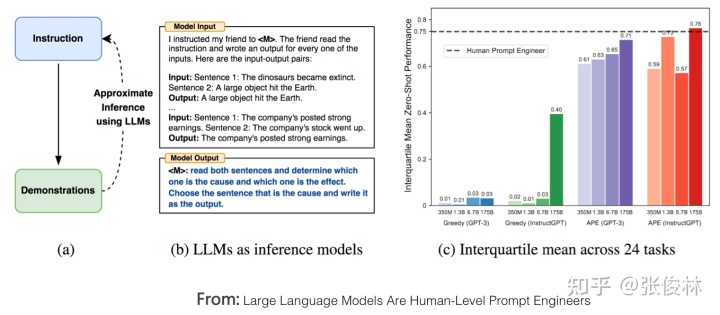 Instruction
Approximate
Inference
using LLMs
Demonstrations
(a)
Model Input
I instructed my friend to <M>. The friend read the
instruction and wrote an output for every one of the
inputs. Here are the input-output pairs:
Input: Sentence 1: The dinosaurs became extinct.
Sentence 2: A large object hit the Earth.
Output: A large object hit the Earth.
...
Input: Sentence 1: The company's posted strong
earnings. Sentence 2: The company's stock went up.
Output: The company's posted strong earnings.
Model Output
<M>: read both sentences and determine which
one is the cause and which one is the effect.
Choose the sentence that is the cause and write it
as the output.
(b) LLMs as inference models
Interquartile Mean Zero-Shot Performance
0.8
0.75
0.6
0.4
0.2
0
Human Prompt Engineer
0.01 0.01 0.03 0.03
0.02 0.01 0.03 0.40
0.61 0.63 0.65 0.71
0.59 0.73 0.57 0.76
350M 1.3B 6.7B 175B
Greedy (GPT-3)
350M 1.3B 6.7B 175B
Greedy (InstructGPT)
350M 1.3B 6.7B 175B
APE (GPT-3)
350M 1.3B 6.7B 175B
APE (InstructGPT)
(c) Interquartile mean across 24 tasks
知乎 @张俊林
From: Large Language Models Are Human-Level Prompt Engineers